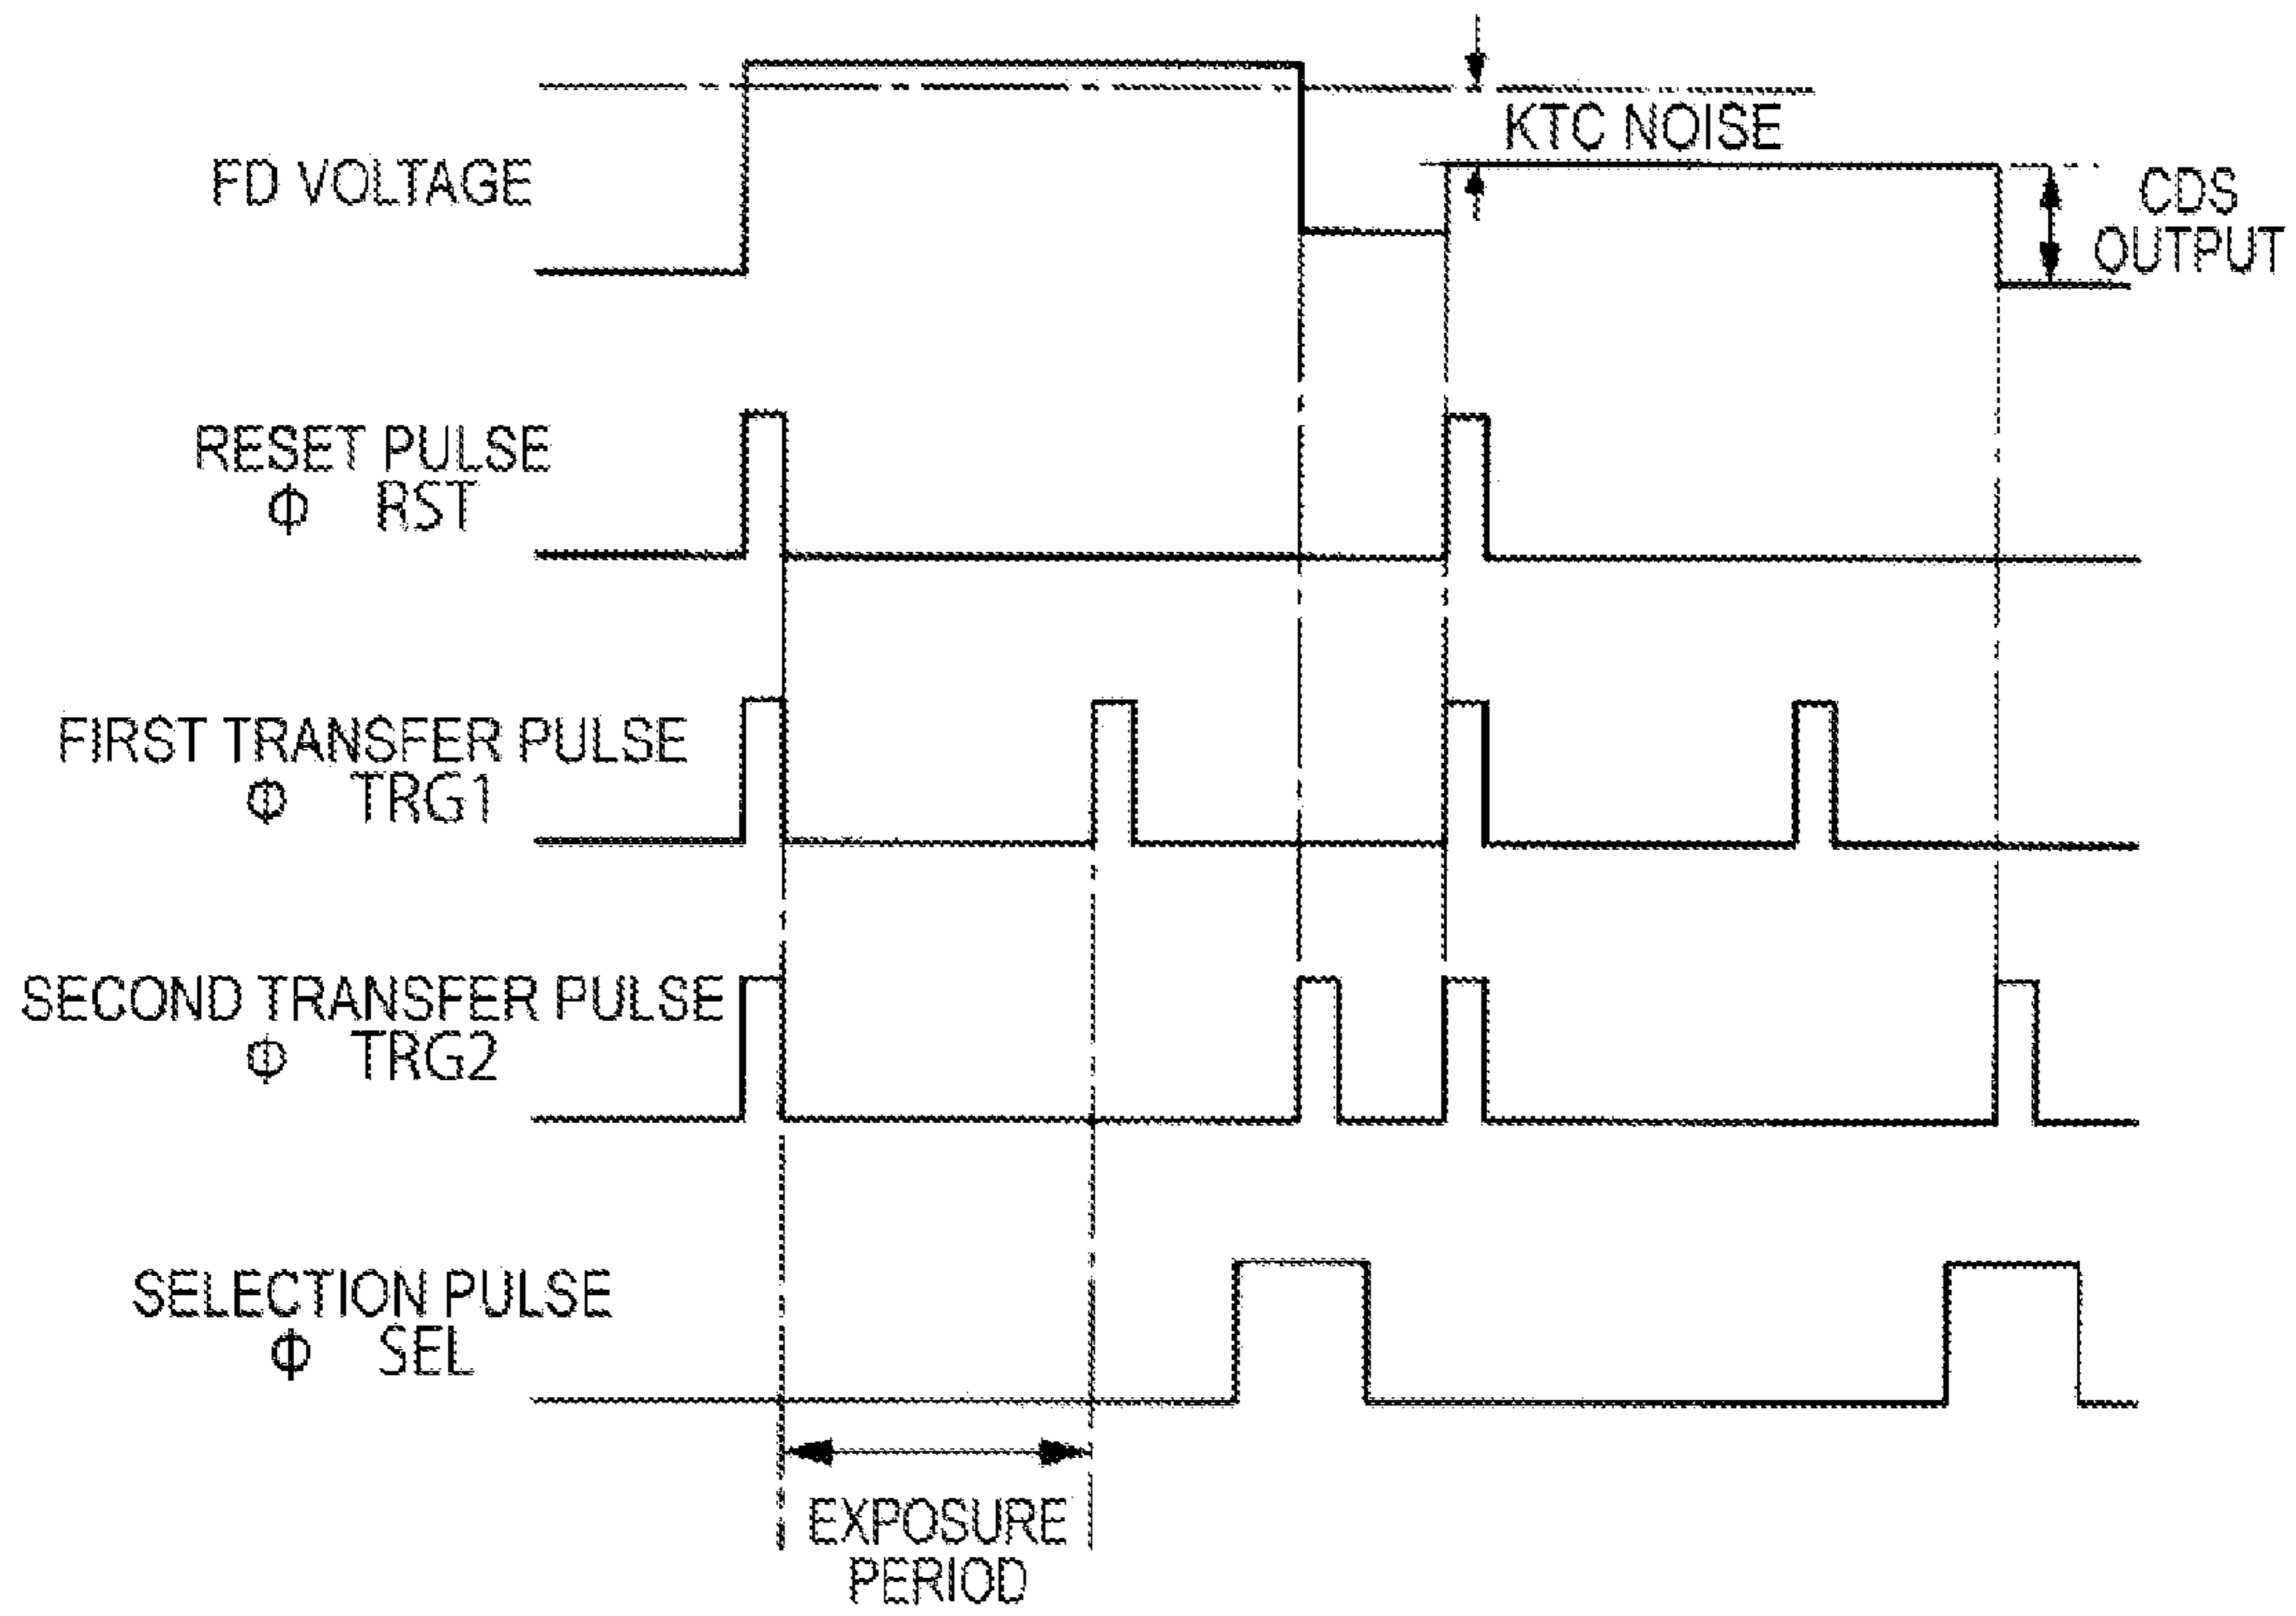 KTC NOISE
FD VOLTAGE
CDS
OUTPUT
RESET PULSE
Φ RST
FIRST TRANSFER PULSE
Φ TRG1
SECOND TRANSFER PULSE
Φ TRG2
SELECTION PULSE
Φ SEL
EXPOSURE
PERIOD